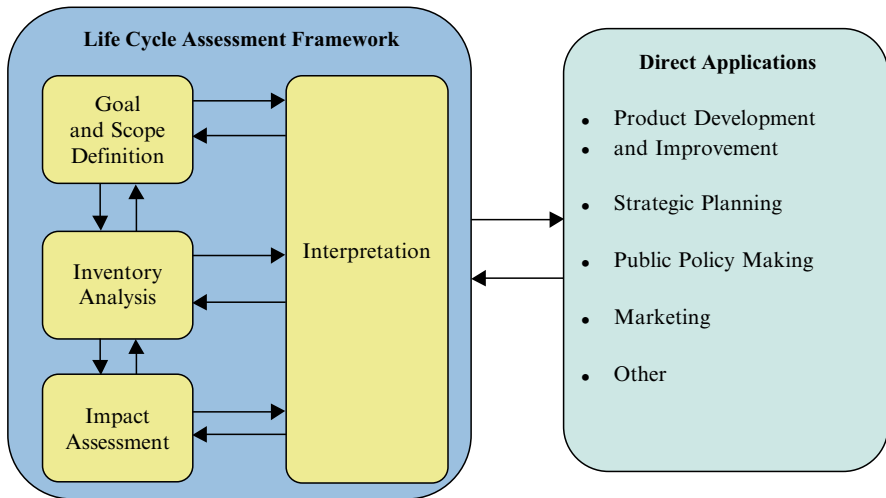 Life Cycle Assessment Framework
Goal
and Scope
Definition
Inventory
Analysis
Impact
Assessment
Interpretation
Direct Applications
• Product Development
• and Improvement
• Strategic Planning
• Public Policy Making
• Marketing
• Other